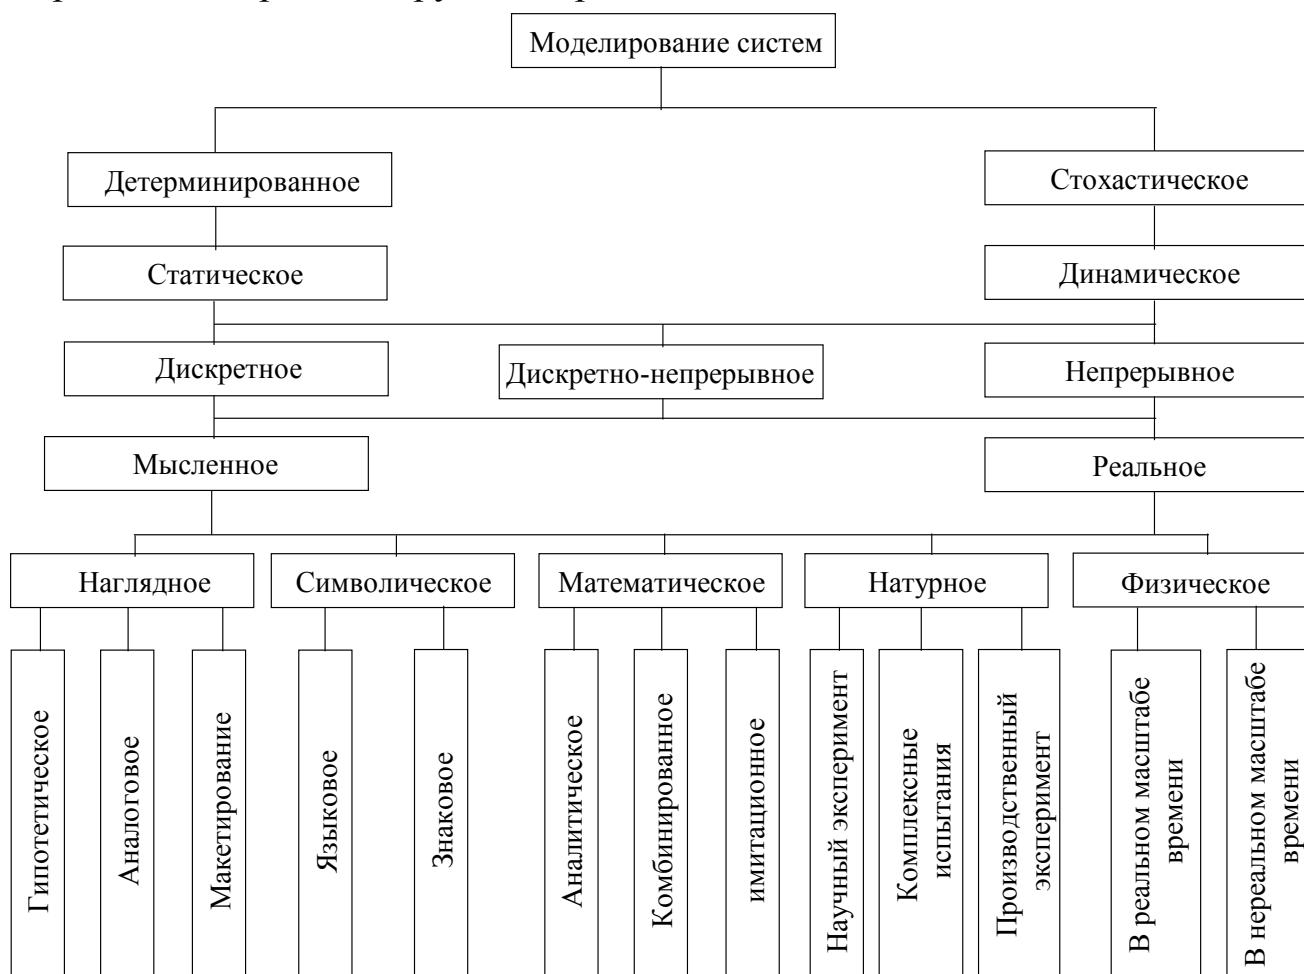 Моделирование систем
Детерминированное
Стохастическое
Статическое
Динамическое
Дискретное
Дискретно-непрерывное
Непрерывное
Мысленное
Реальное
Наглядное
Символическое
Математическое
Натурное
Физическое
Гипотетическое
Аналоговое
Макетирование
Языковое
Знаковое
Аналитическое
Комбинированное
имитационное
Научный эксперимент
Комплексные
испытания
Производственный
эксперимент
В реальном масштабе
времени
В нереальном масштабе
времени